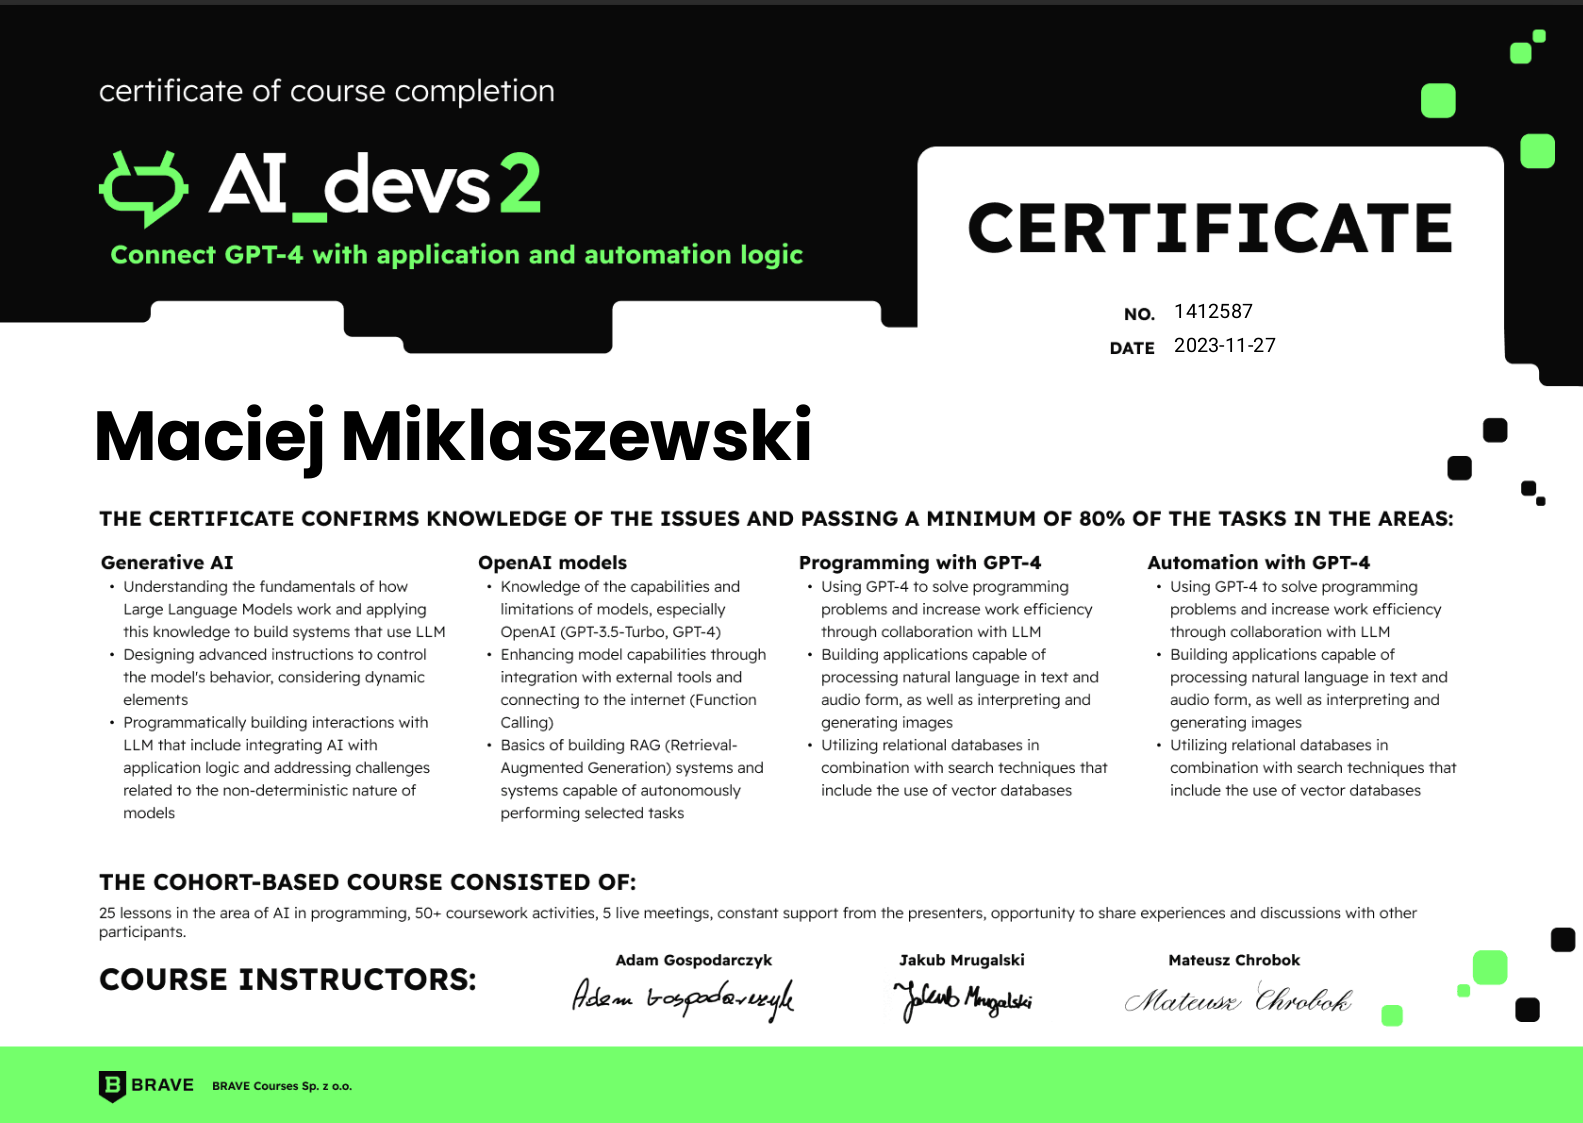 certificate of course completion
AI_devs 2
Connect GPT-4 with application and automation logic
CERTIFICATE
NO. 1412587
DATE 2023-11-27
Maciej Miklaszewski
THE CERTIFICATE CONFIRMS KNOWLEDGE OF THE ISSUES AND PASSING A MINIMUM OF 80% OF THE TASKS IN THE AREAS:
Generative AI
• Understanding the fundamentals of how
Large Language Models work and applying
this knowledge to build systems that use LLM
• Designing advanced instructions to control
the model's behavior, considering dynamic
elements
• Programmatically building interactions with
LLM that include integrating AI with
application logic and addressing challenges
related to the non-deterministic nature of
models
OpenAI models
• Knowledge of the capabilities and
limitations of models, especially
OpenAI (GPT-3.5-Turbo, GPT-4)
• Enhancing model capabilities through
integration with external tools and
connecting to the internet (Function
Calling)
• Basics of building RAG (Retrieval-
Augmented Generation) systems and
systems capable of autonomously
performing selected tasks
Programming with GPT-4
• Using GPT-4 to solve programming
problems and increase work efficiency
through collaboration with LLM
• Building applications capable of
processing natural language in text and
audio form, as well as interpreting and
generating images
• Utilizing relational databases in
combination with search techniques that
include the use of vector databases
Automation with GPT-4
• Using GPT-4 to solve programming
problems and increase work efficiency
through collaboration with LLM
• Building applications capable of
processing natural language in text and
audio form, as well as interpreting and
generating images
• Utilizing relational databases in
combination with search techniques that
include the use of vector databases
THE COHORT-BASED COURSE CONSISTED OF:
25 lessons in the area of AI in programming, 50+ coursework activities, 5 live meetings, constant support from the presenters, opportunity to share experiences and discussions with other
participants.
COURSE INSTRUCTORS:
Adam Gospodarczyk
Adam Gospodarczyk
Jakub Mrugalski
Jakub Mrugalski
Mateusz Chrobok
Mateusz Chrobok
B BRAVE BRAVE Courses Sp. z o.o.